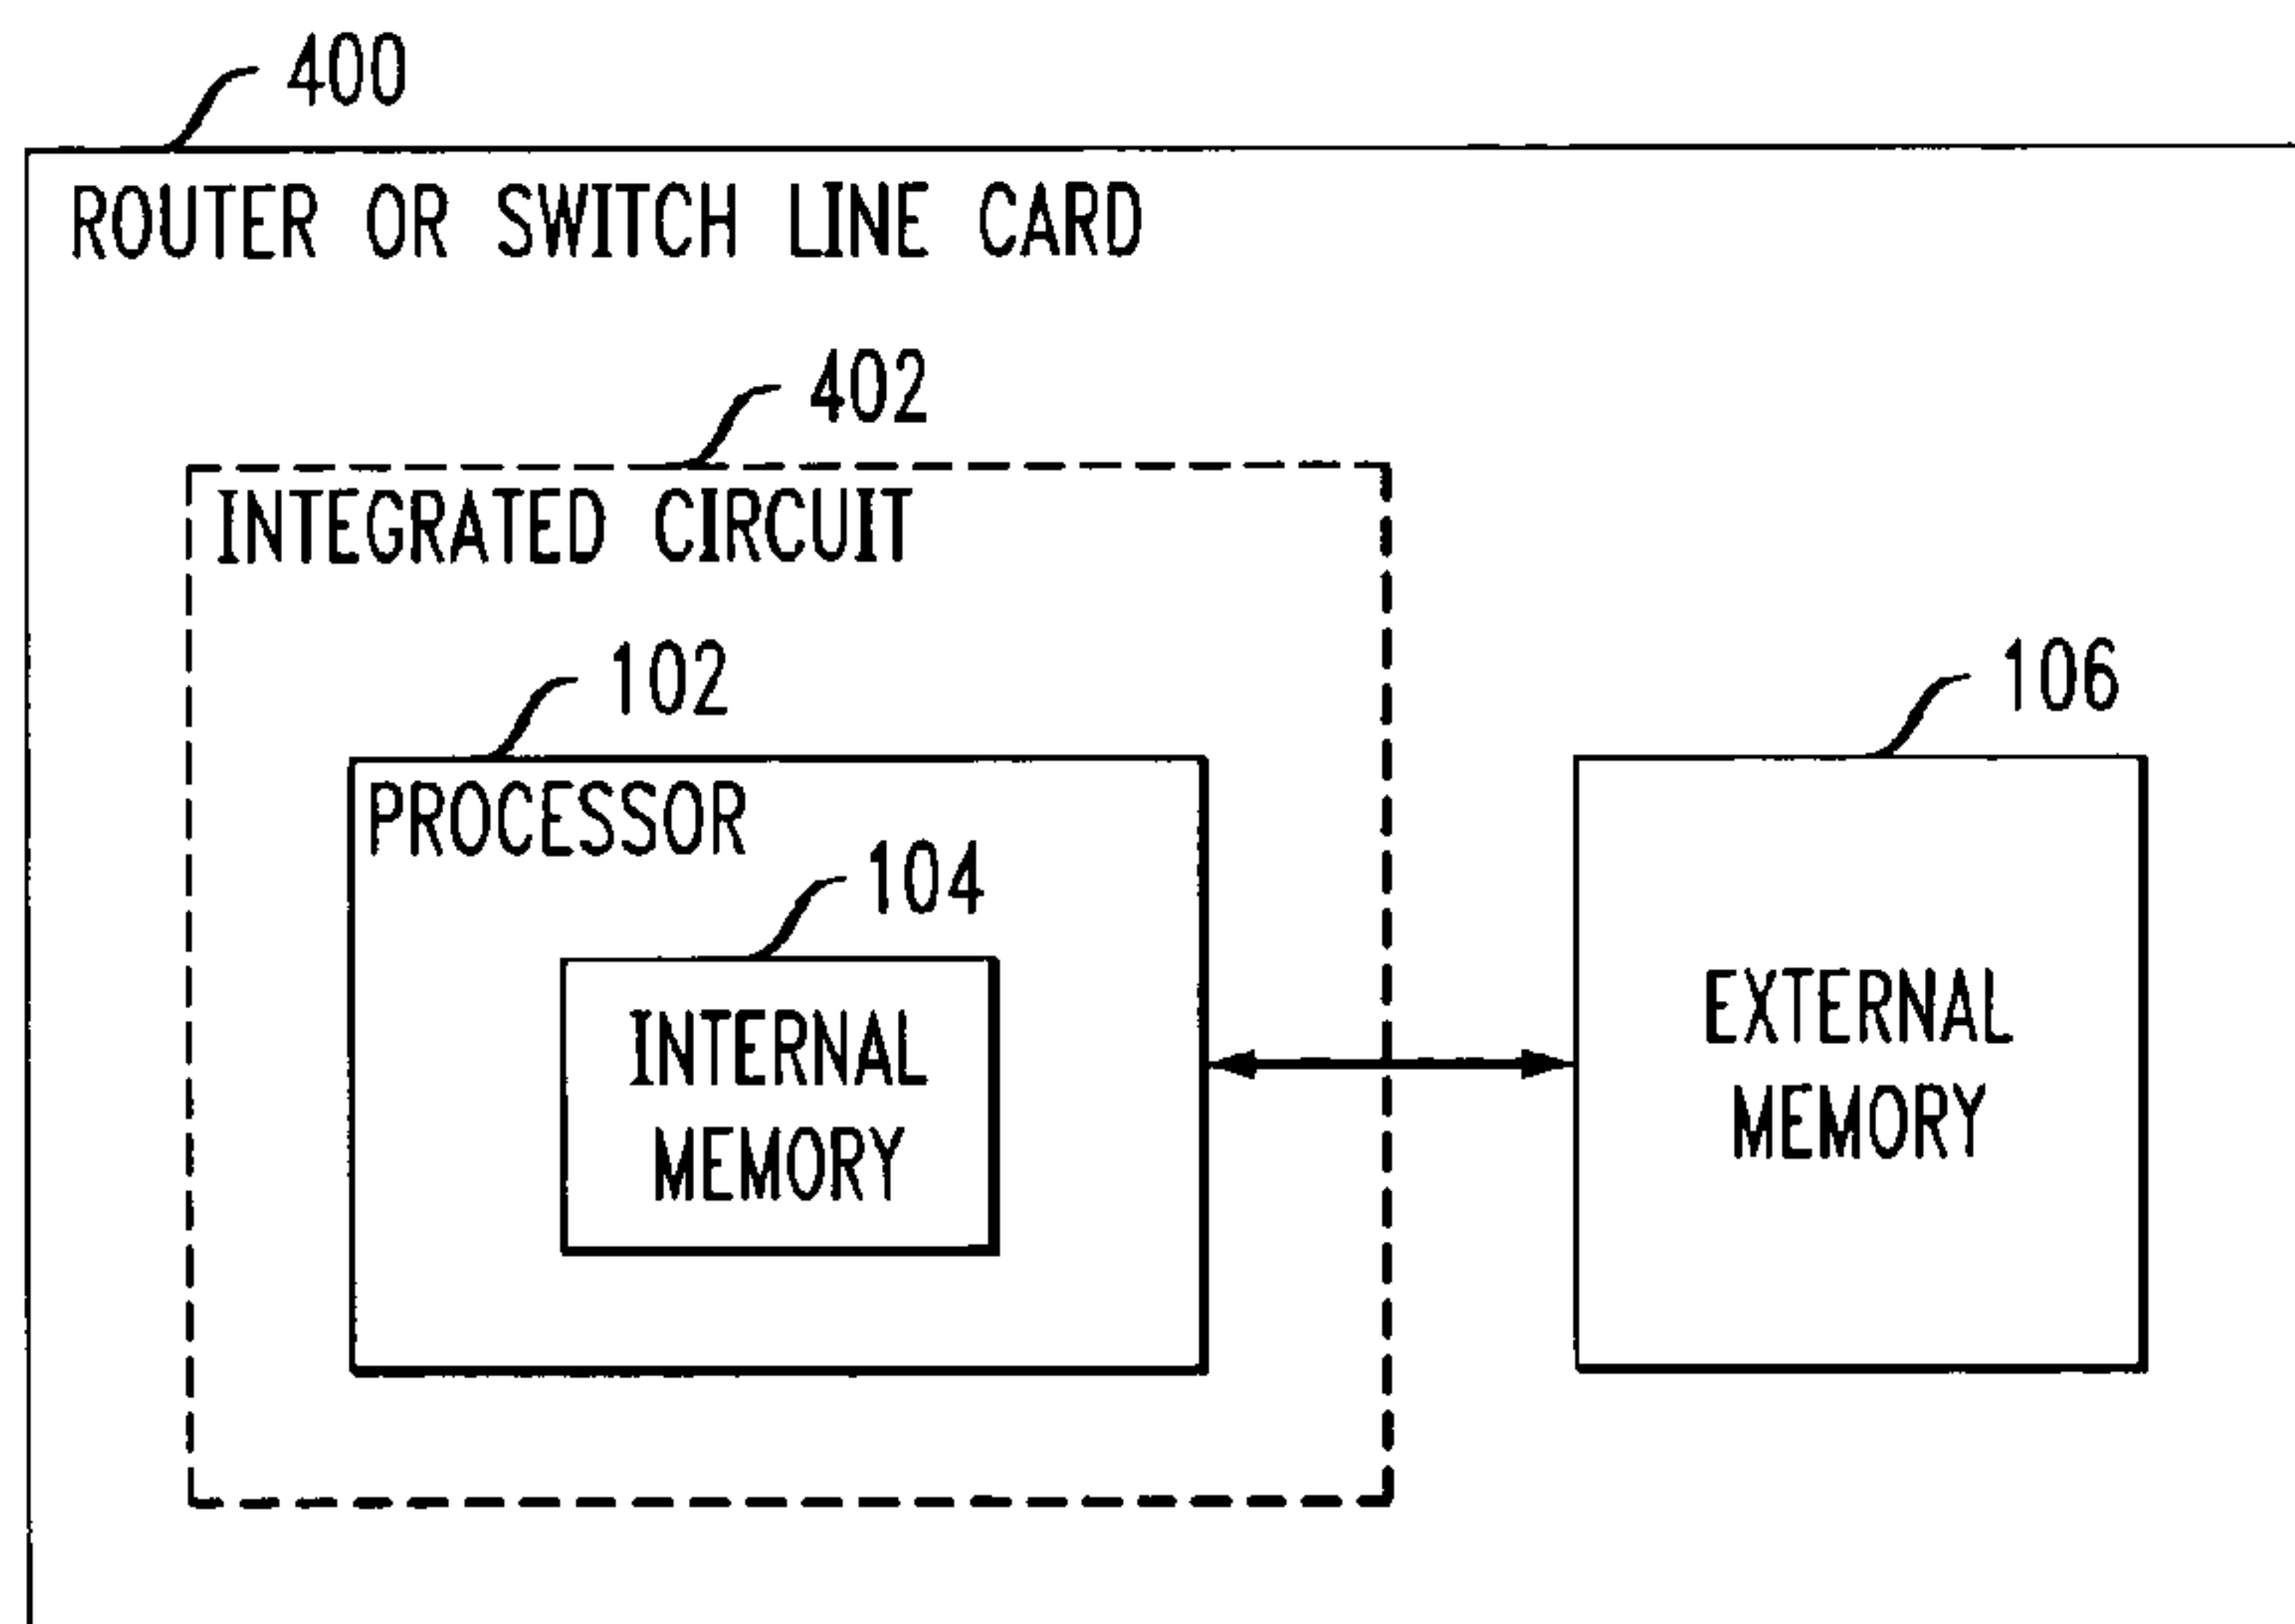 400
ROUTER OR SWITCH LINE CARD
402
INTEGRATED CIRCUIT
102
PROCESSOR
104
INTERNAL
MEMORY
106
EXTERNAL
MEMORY